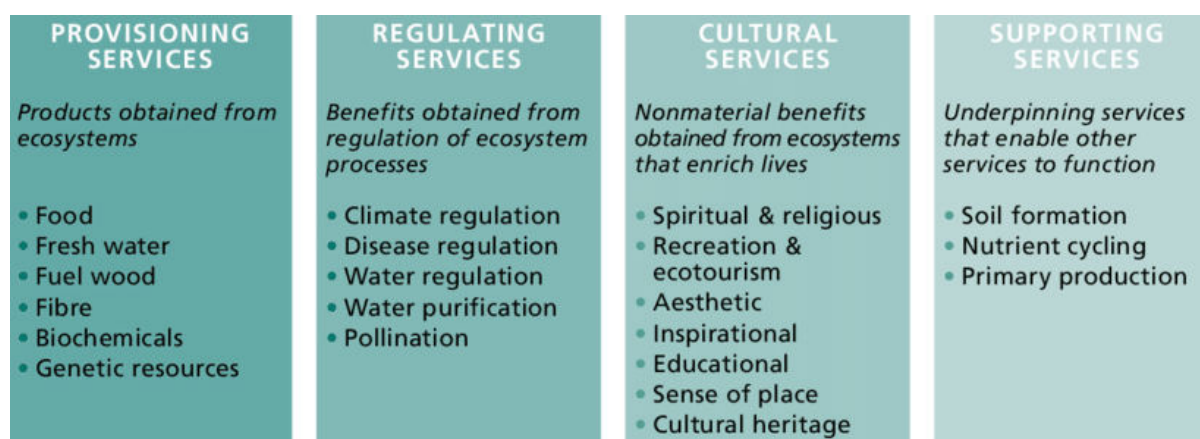 PROVISIONING
SERVICES
Products obtained from
ecosystems
• Food
• Fresh water
• Fuel wood
• Fibre
• Biochemicals
• Genetic resources
REGULATING
SERVICES
Benefits obtained from
regulation of ecosystem
processes
• Climate regulation
• Disease regulation
• Water regulation
• Water purification
• Pollination
CULTURAL
SERVICES
Nonmaterial benefits
obtained from ecosystems
that enrich lives
• Spiritual & religious
• Recreation &
ecotourism
• Aesthetic
• Inspirational
• Educational
• Sense of place
• Cultural heritage
SUPPORTING
SERVICES
Underpinning services
that enable other
services to function
• Soil formation
• Nutrient cycling
• Primary production